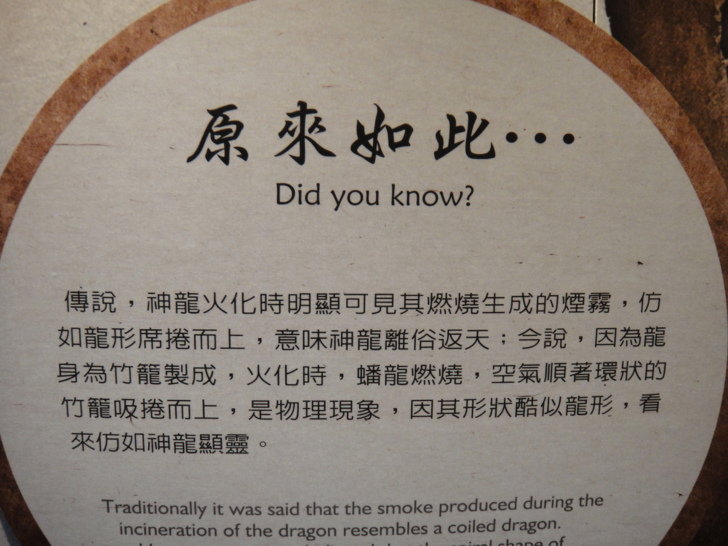 原來如此•••
Did you know?
傳說，神龍火化時明顯可見其燃燒生成的煙霧，仿
如龍形席捲而上，意味神龍離俗返天；今說，因為龍
身為竹籠製成，火化時，蟠龍燃燒，空氣順著環狀的
竹籠吸捲而上，是物理現象，因其形狀酷似龍形，看
來仿如神龍顯靈。
Traditionally it was said that the smoke produced during the
incineration of the dragon resembles a coiled dragon.
spiral shape of